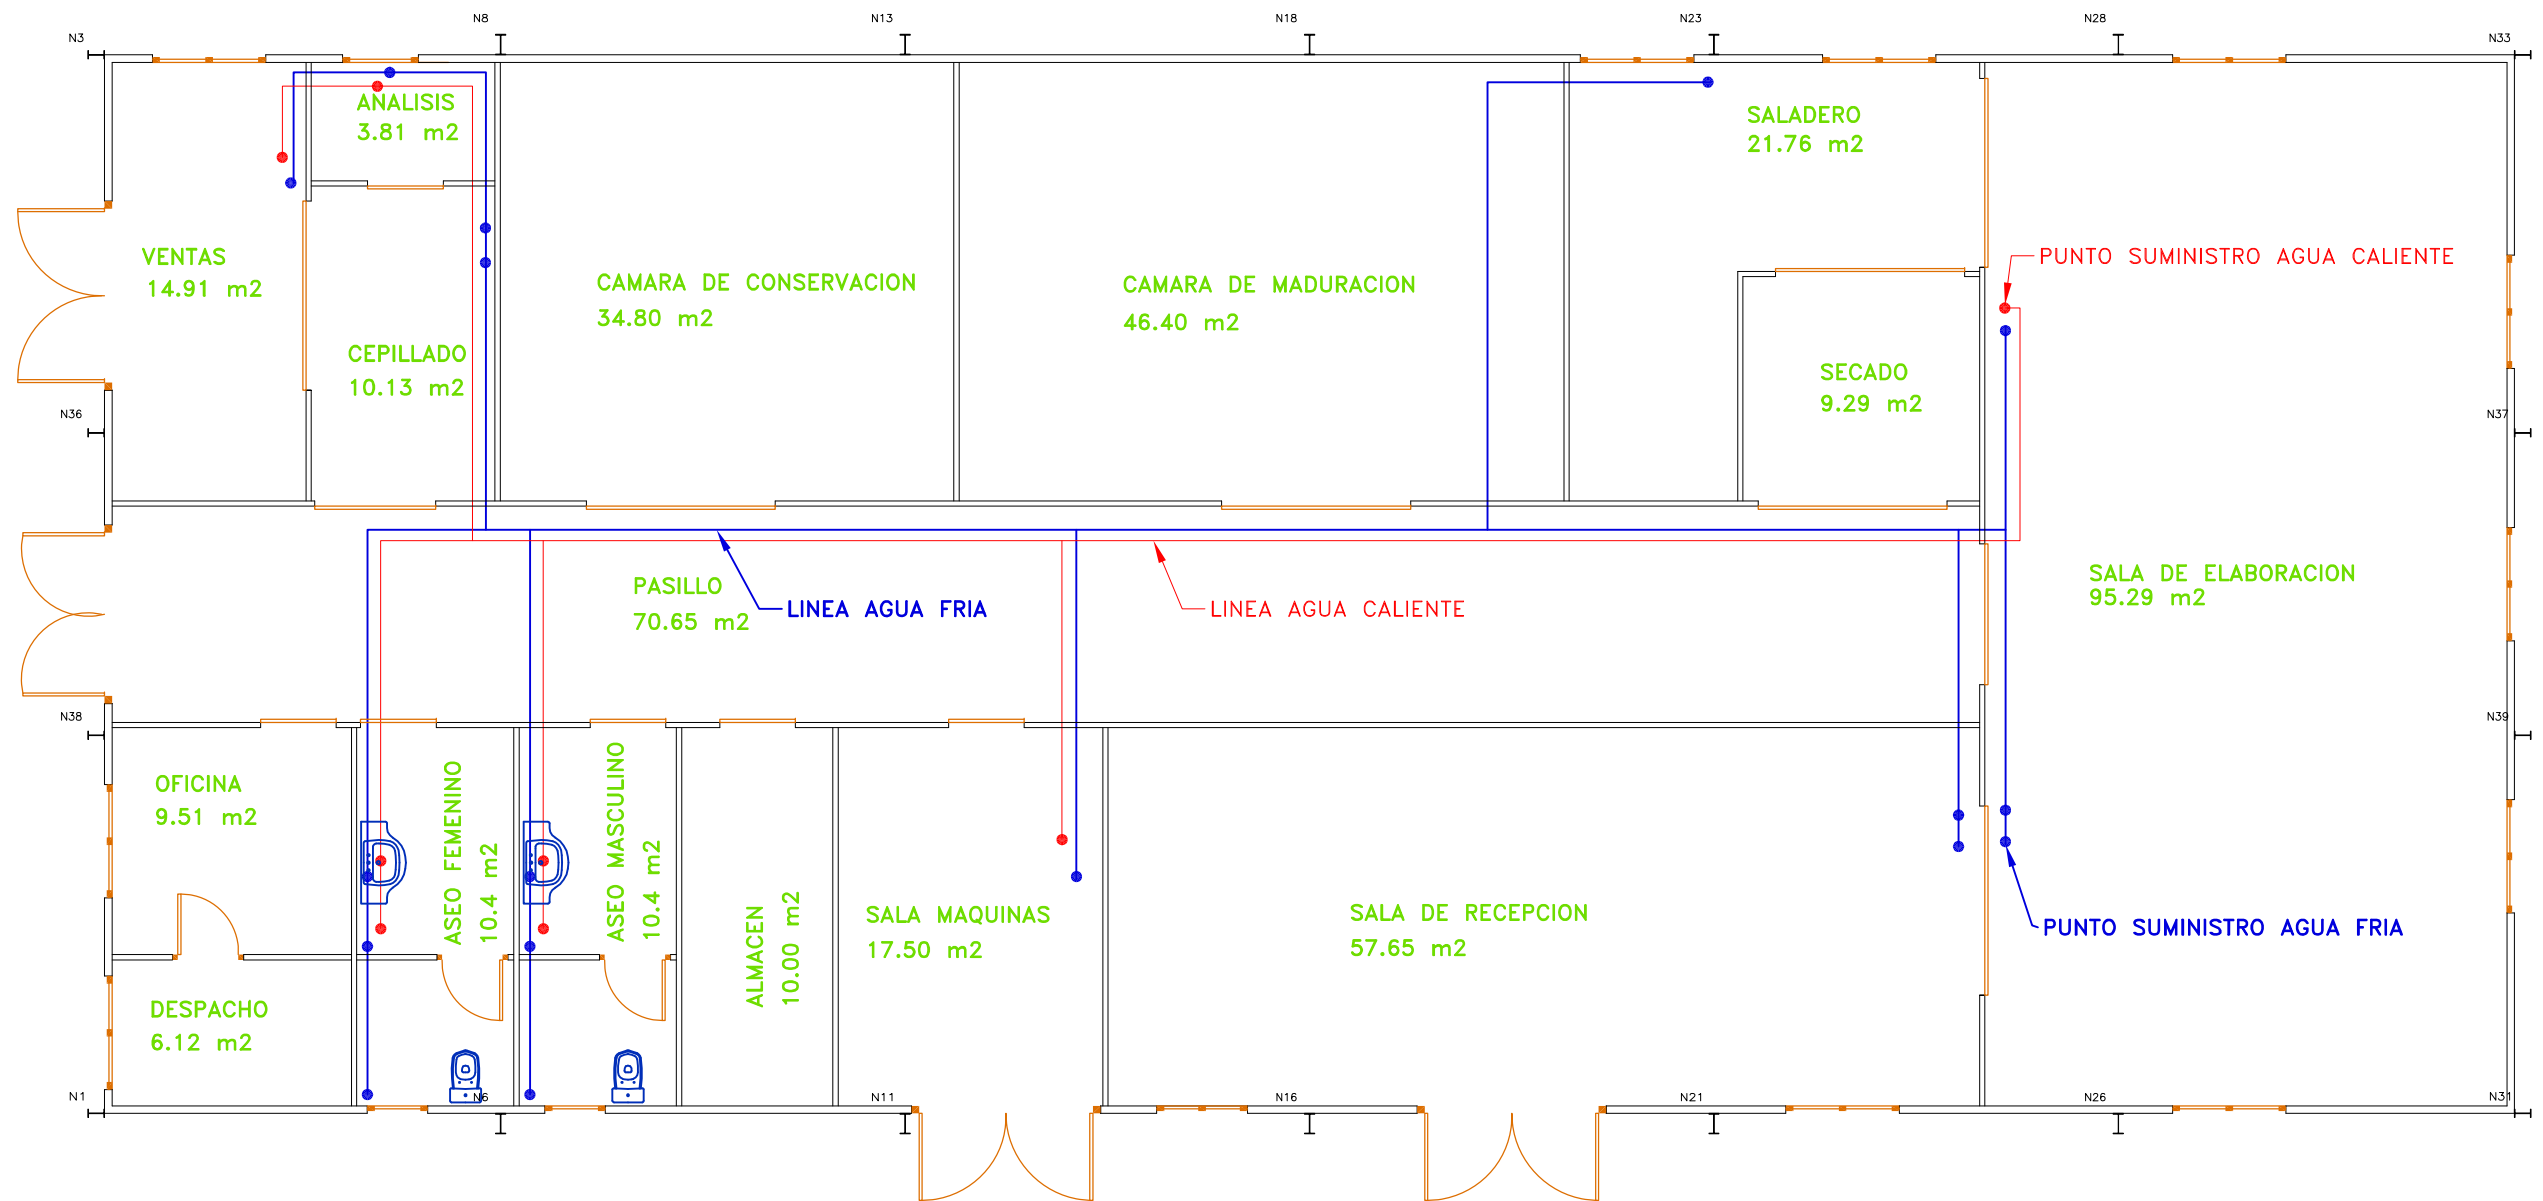 N3
N8
N13
N18
N23
N28
N33
ANALISIS
3.81 m2
SALADERO
21.76 m2
VENTAS
14.91 m2
CAMARA DE CONSERVACION
34.80 m2
CAMARA DE MADURACION
46.40 m2
PUNTO SUMINISTRO AGUA CALIENTE
CEPILLADO
10.13 m2
SECADO
9.29 m2
N36
N37
PASILLO
70.65 m2
LINEA AGUA FRIA
LINEA AGUA CALIENTE
SALA DE ELABORACION
95.29 m2
N38
N39
OFICINA
9.51 m2
ASEO FEMENINO
10.4 m2
ASEO MASCULINO
10.4 m2
ALMACEN
10.00 m2
SALA MAQUINAS
17.50 m2
SALA DE RECEPCION
57.65 m2
PUNTO SUMINISTRO AGUA FRIA
DESPACHO
6.12 m2
N1
N6
N11
N16
N21
N26
N31